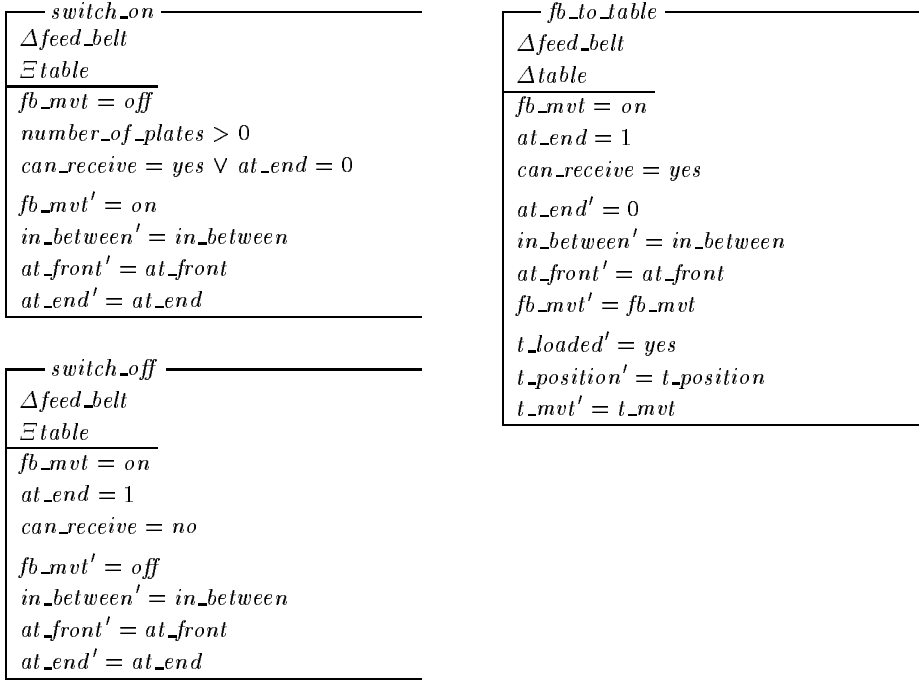 switch_on
Δfeed_belt
Ξtable
fb_mvt = off
number_of_plates > 0
can_receive = yes ∨ at_end = 0
fb_mvt′ = on
in_between′ = in_between
at_front′ = at_front
at_end′ = at_end
switch_off
Δfeed_belt
Ξtable
fb_mvt = on
at_end = 1
can_receive = no
fb_mvt′ = off
in_between′ = in_between
at_front′ = at_front
at_end′ = at_end
fb_to_table
Δfeed_belt
Δtable
fb_mvt = on
at_end = 1
can_receive = yes
at_end′ = 0
in_between′ = in_between
at_front′ = at_front
fb_mvt′ = fb_mvt
t_loaded′ = yes
t_position′ = t_position
t_mvt′ = t_mvt